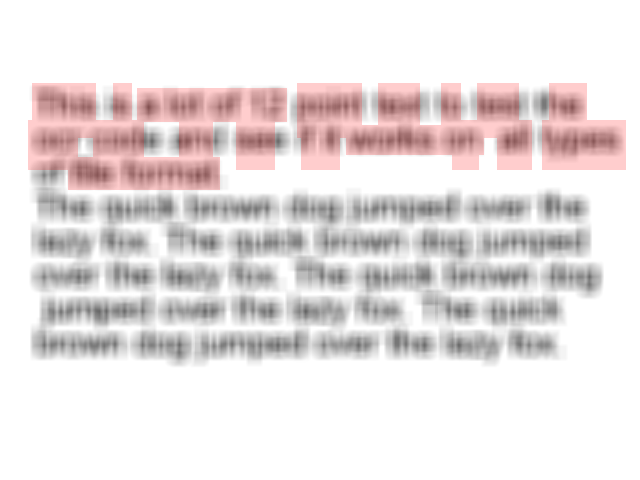 This is a lot of 12 point text to test the
ocr code and see if it works on all types
of file format.
The quick brown dog jumped over the
lazy fox. The quick brown dog jumped
over the lazy fox. The quick brown dog
jumped over the lazy fox. The quick
brown dog jumped over the lazy fox.